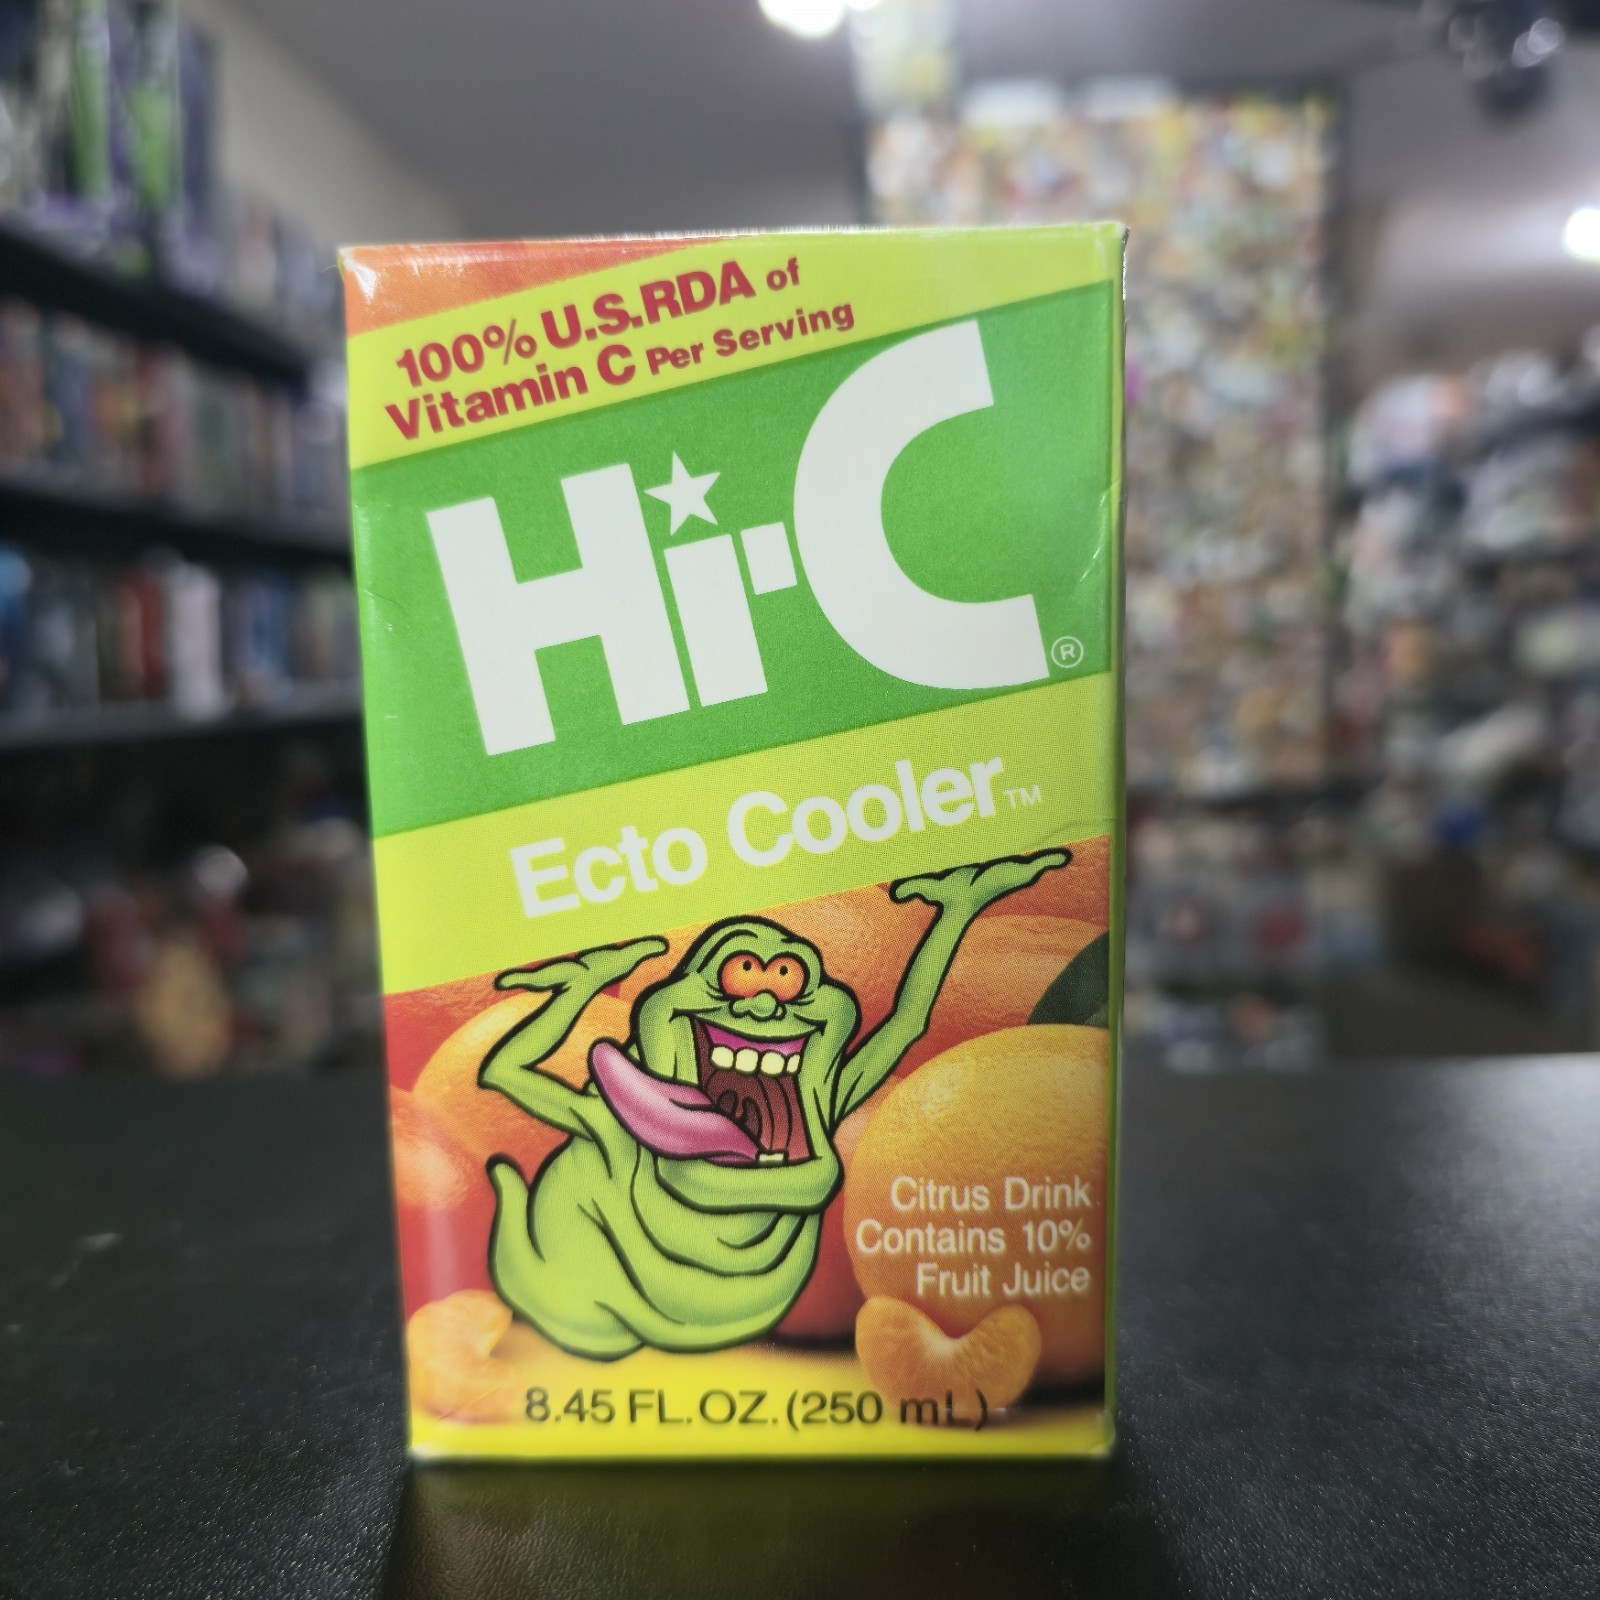 100% U.S.RDA of
Vitamin C Per Serving
Hi-C®
Ecto Cooler™
Citrus Drink
Contains 10%
Fruit Juice
8.45 FL.OZ.(250 mL)